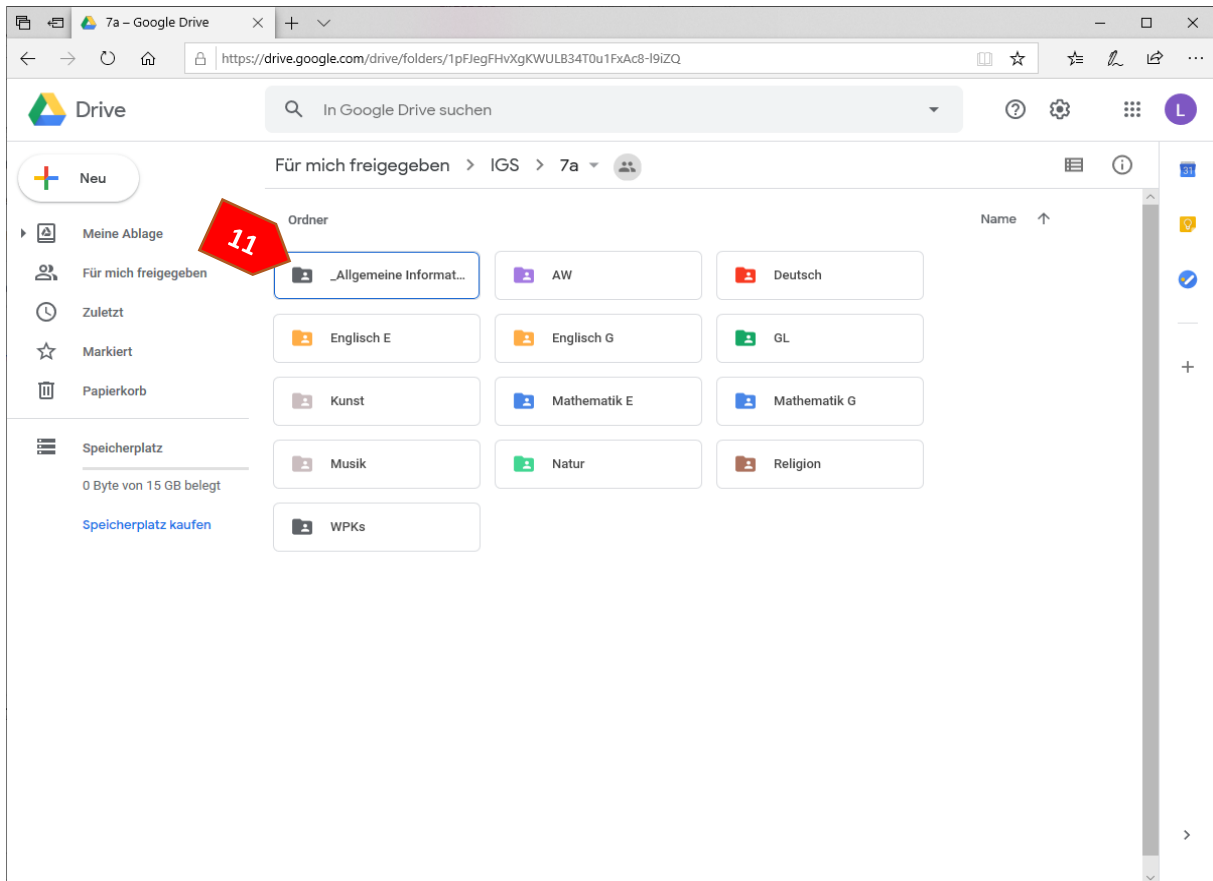 7a – Google Drive
https://drive.google.com/drive/folders/1pFJegFHvXgKWULB34T0u1FxAc8-l9iZQ
Drive
In Google Drive suchen
L
Neu
Für mich freigegeben > IGS > 7a
31
Meine Ablage
Für mich freigegeben
Zuletzt
Markiert
Papierkorb
Speicherplatz
0 Byte von 15 GB belegt
Speicherplatz kaufen
Ordner
Name
11
_Allgemeine Informat...
AW
Deutsch
Englisch E
Englisch G
GL
Kunst
Mathematik E
Mathematik G
Musik
Natur
Religion
WPKs